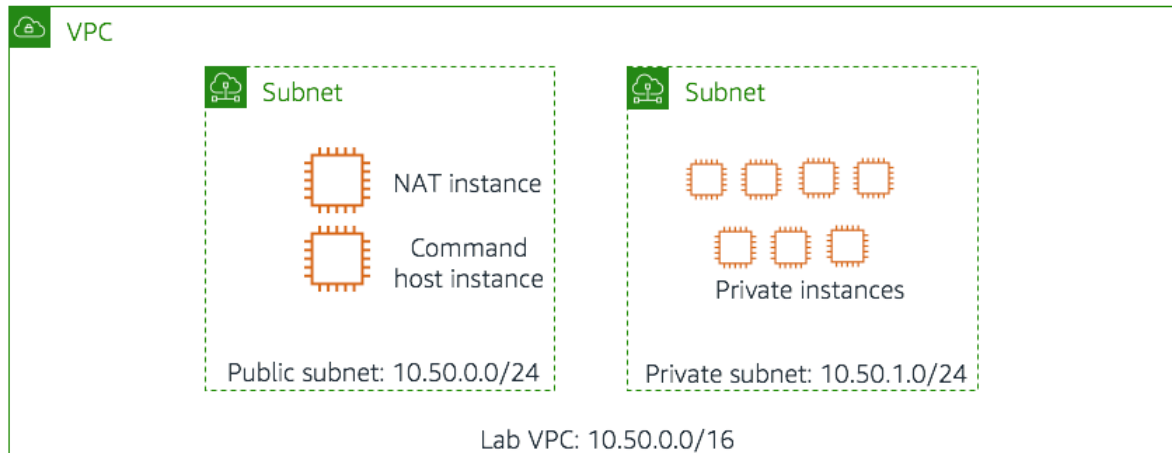 VPC
Subnet
NAT instance
Command
host instance
Public subnet: 10.50.0.0/24
Subnet
Private instances
Private subnet: 10.50.1.0/24
Lab VPC: 10.50.0.0/16